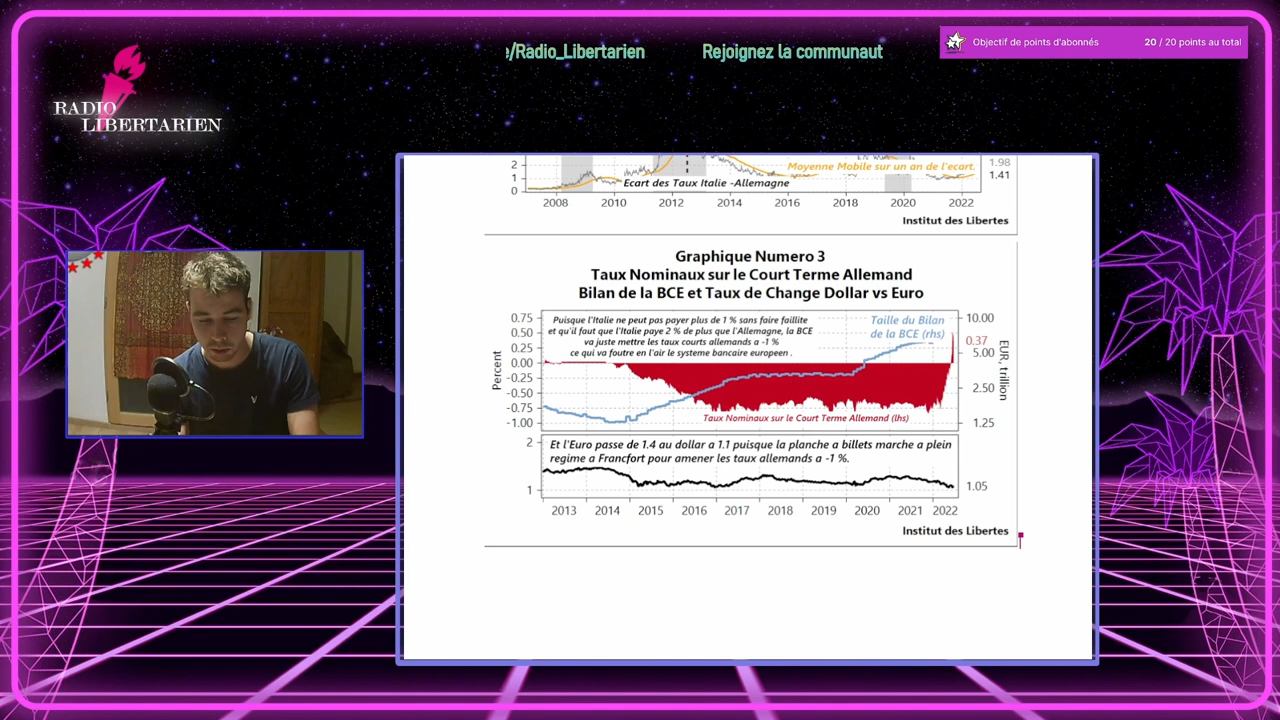 e/Radio_Libertarien
Rejoignez la communaut
Objectif de points d'abonnés
20 / 20 points au total
RADIO
LIBERTARIEN
2
1
0
1.98
1.41
Moyenne Mobile sur un an de l'ecart.
Ecart des Taux Italie -Allemagne
2008 2010 2012 2014 2016 2018 2020 2022
Institut des Libertes
Graphique Numero 3
Taux Nominaux sur le Court Terme Allemand
Bilan de la BCE et Taux de Change Dollar vs Euro
Puisque l'Italie ne peut pas payer plus de 1 % sans faire faillite
et qu'il faut que l'Italie paye 2 % de plus que l'Allemagne, la BCE
va juste mettre les taux courts allemands a -1 %
ce qui va foutre en l'air le systeme bancaire europeen .
Taille du Bilan
de la BCE (rhs)
0.75
0.50
0.25
0.00
-0.25
-0.50
-0.75
-1.00
Percent
10.00
0.37
5.00
2.50
1.25
EUR, trillion
Taux Nominaux sur le Court Terme Allemand (lhs)
Et l'Euro passe de 1.4 au dollar a 1.1 puisque la planche a billets marche a plein
regime a Francfort pour amener les taux allemands a -1 %.
2
1
1.05
2013 2014 2015 2016 2017 2018 2019 2020 2021 2022
Institut des Libertes